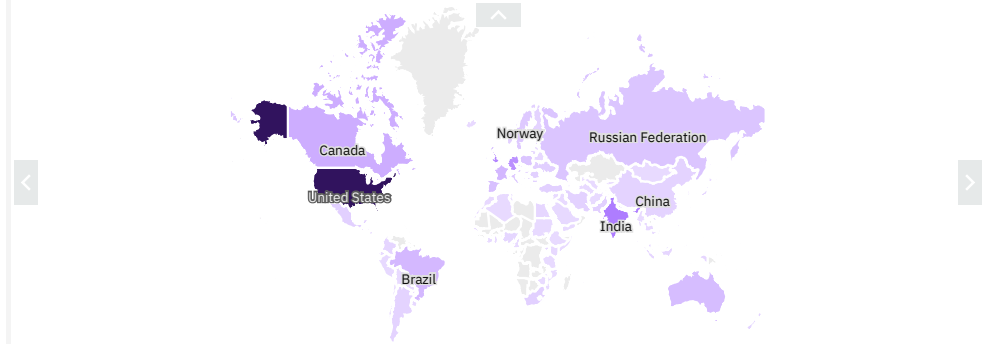 Norway
Russian Federation
Canada
United States
China
India
Brazil